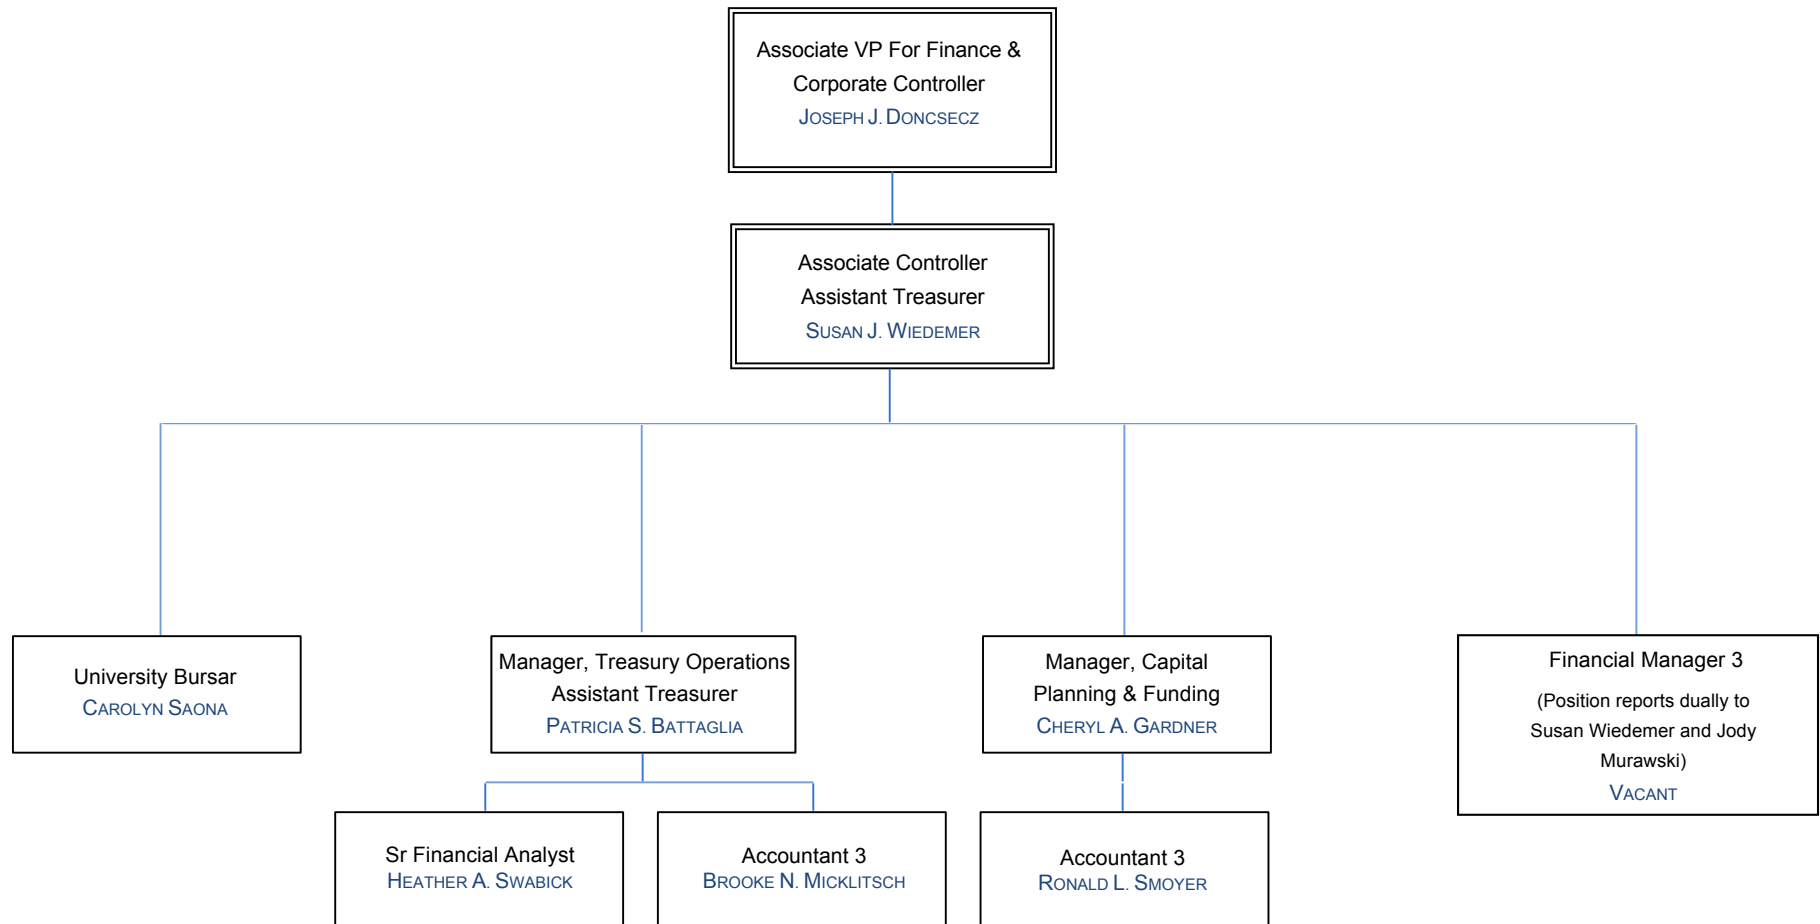 Associate VP For Finance &
Corporate Controller
JOSEPH J. DONCSECZ
Associate Controller
Assistant Treasurer
SUSAN J. WIEDEMER
University Bursar
CAROLYN SAONA
Manager, Treasury Operations
Assistant Treasurer
PATRICIA S. BATTAGLIA
Manager, Capital
Planning & Funding
CHERYL A. GARDNER
Financial Manager 3
(Position reports dually to
Susan Wiedemer and Jody
Murawski)
VACANT
Sr Financial Analyst
HEATHER A. SWABICK
Accountant 3
BROOKE N. MICKLITSCH
Accountant 3
RONALD L. SMOYER